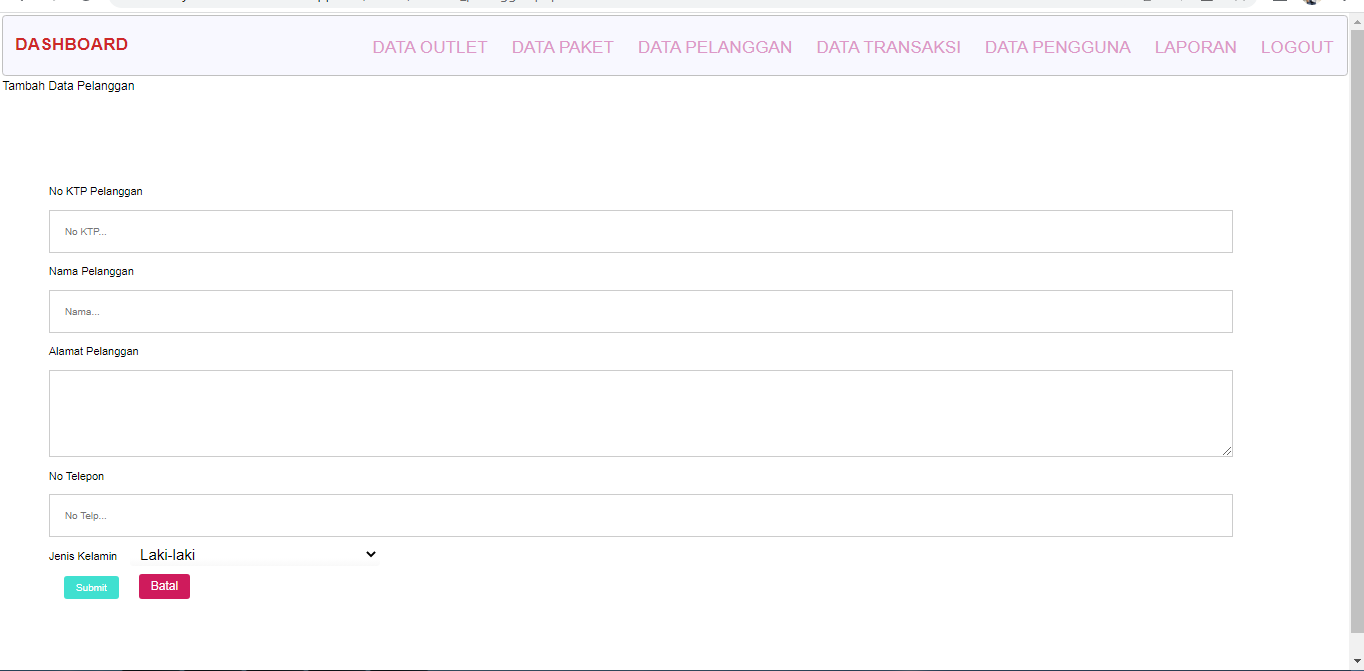 DASHBOARD DATA OUTLET DATA PAKET DATA PELANGGAN DATA TRANSAKSI DATA PENGGUNA LAPORAN LOGOUT
Tambah Data Pelanggan
No KTP Pelanggan
No KTP...
Nama Pelanggan
Nama...
Alamat Pelanggan
No Telepon
No Telp...
Jenis Kelamin Laki-laki
Submit Batal